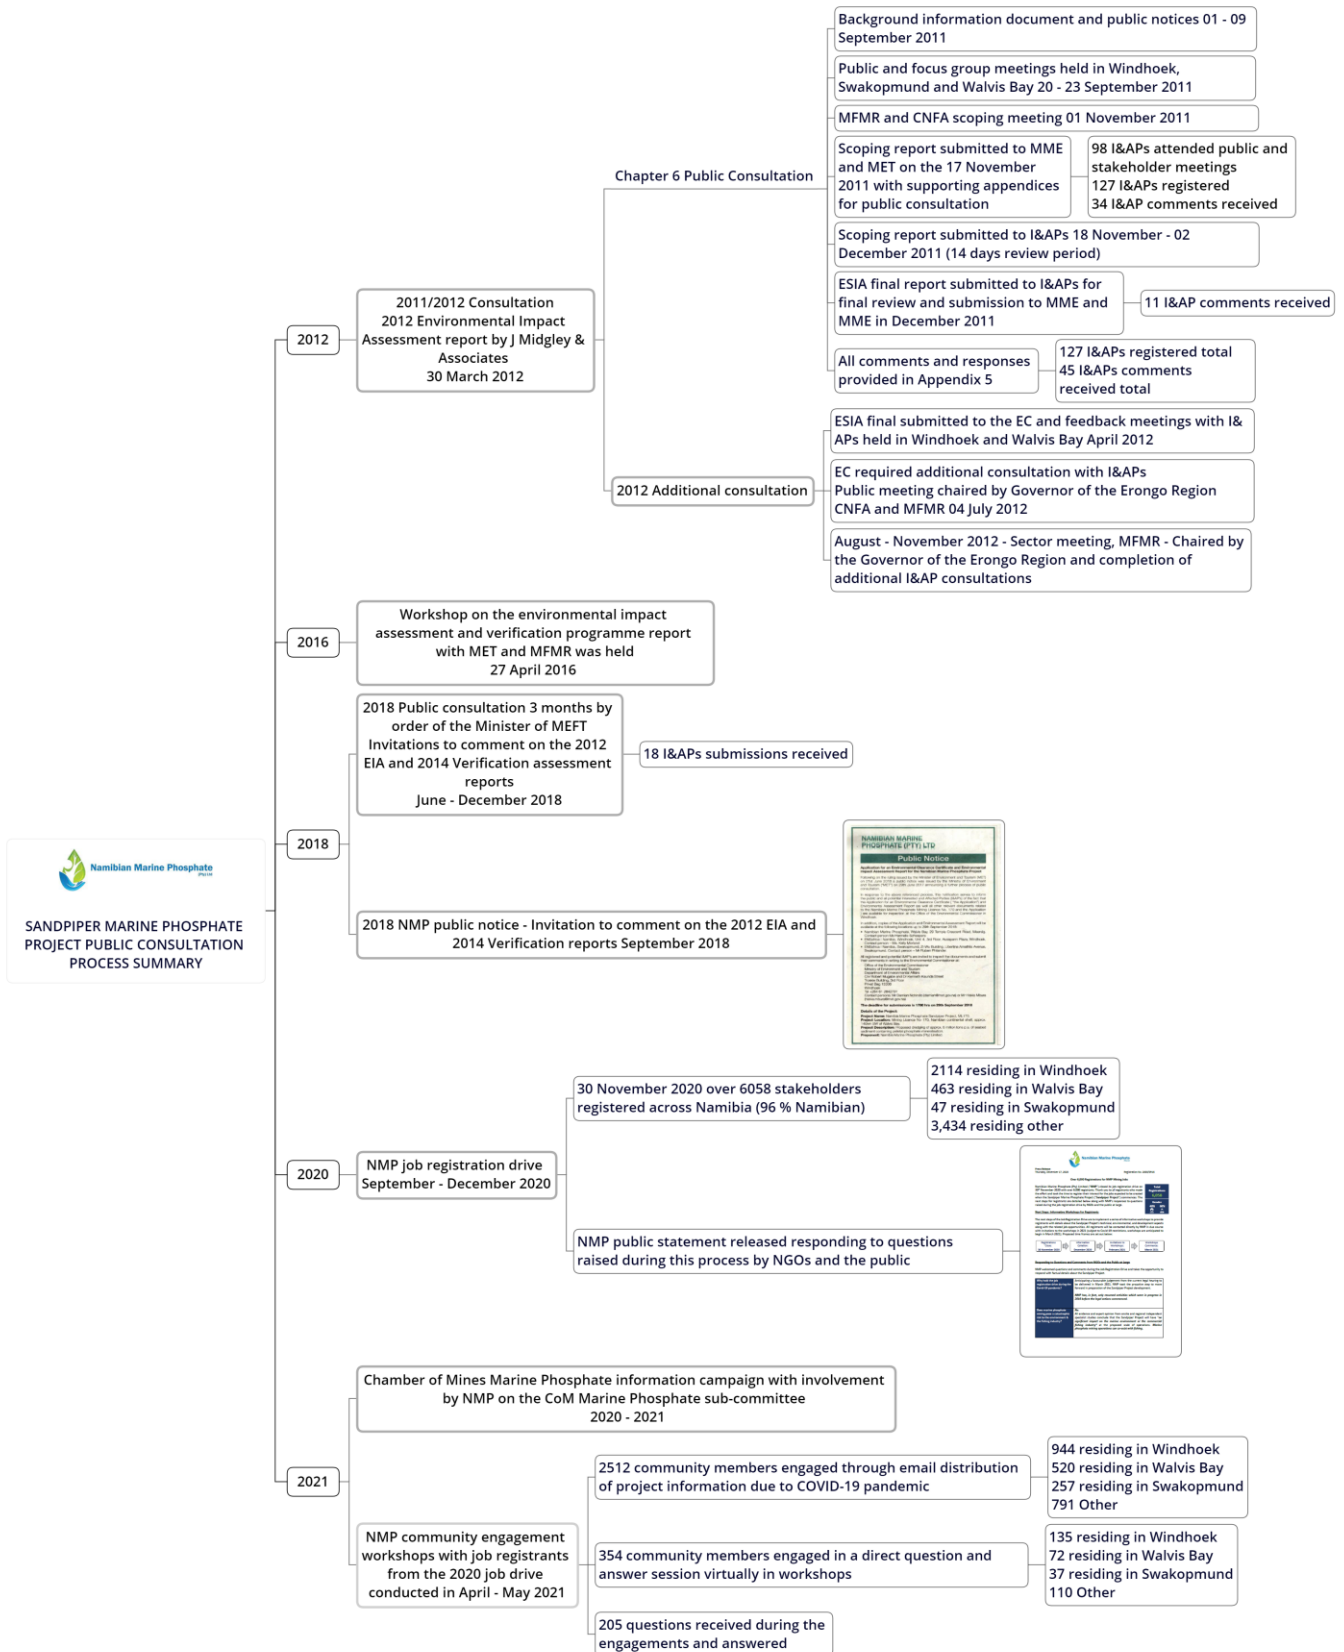 Namibian Marine Phosphate
(Pty) Ltd
SANDPIPER MARINE PHOSPHATE
PROJECT PUBLIC CONSULTATION
PROCESS SUMMARY
2012
2011/2012 Consultation
2012 Environmental Impact
Assessment report by J Midgley &
Associates
30 March 2012
Chapter 6 Public Consultation
Background information document and public notices 01 - 09
September 2011
Public and focus group meetings held in Windhoek,
Swakopmund and Walvis Bay 20 - 23 September 2011
MFMR and CNFA scoping meeting 01 November 2011
Scoping report submitted to MME
and MET on the 17 November
2011 with supporting appendices
for public consultation
98 I&APs attended public and
stakeholder meetings
127 I&APs registered
34 I&AP comments received
Scoping report submitted to I&APs 18 November - 02
December 2011 (14 days review period)
ESIA final report submitted to I&APs for
final review and submission to MME and
MME in December 2011
11 I&AP comments received
All comments and responses
provided in Appendix 5
127 I&APs registered total
45 I&APs comments
received total
2012 Additional consultation
ESIA final submitted to the EC and feedback meetings with I&
APs held in Windhoek and Walvis Bay April 2012
EC required additional consultation with I&APs
Public meeting chaired by Governor of the Erongo Region
CNFA and MFMR 04 July 2012
August - November 2012 - Sector meeting, MFMR - Chaired by
the Governor of the Erongo Region and completion of
additional I&AP consultations
2016
Workshop on the environmental impact
assessment and verification programme report
with MET and MFMR was held
27 April 2016
2018
2018 Public consultation 3 months by
order of the Minister of MEFT
Invitations to comment on the 2012
EIA and 2014 Verification assessment
reports
June - December 2018
18 I&APs submissions received
2018 NMP public notice - Invitation to comment on the 2012 EIA and
2014 Verification reports September 2018
NAMIBIAN MARINE
PHOSPHATE (PTY) LTD
Public Notice
2020
NMP job registration drive
September - December 2020
30 November 2020 over 6058 stakeholders
registered across Namibia (96 % Namibian)
2114 residing in Windhoek
463 residing in Walvis Bay
47 residing in Swakopmund
3,434 residing other
NMP public statement released responding to questions
raised during this process by NGOs and the public
Namibian Marine Phosphate
2021
Chamber of Mines Marine Phosphate information campaign with involvement
by NMP on the CoM Marine Phosphate sub-committee
2020 - 2021
NMP community engagement
workshops with job registrants
from the 2020 job drive
conducted in April - May 2021
2512 community members engaged through email distribution
of project information due to COVID-19 pandemic
944 residing in Windhoek
520 residing in Walvis Bay
257 residing in Swakopmund
791 Other
354 community members engaged in a direct question and
answer session virtually in workshops
135 residing in Windhoek
72 residing in Walvis Bay
37 residing in Swakopmund
110 Other
205 questions received during the
engagements and answered